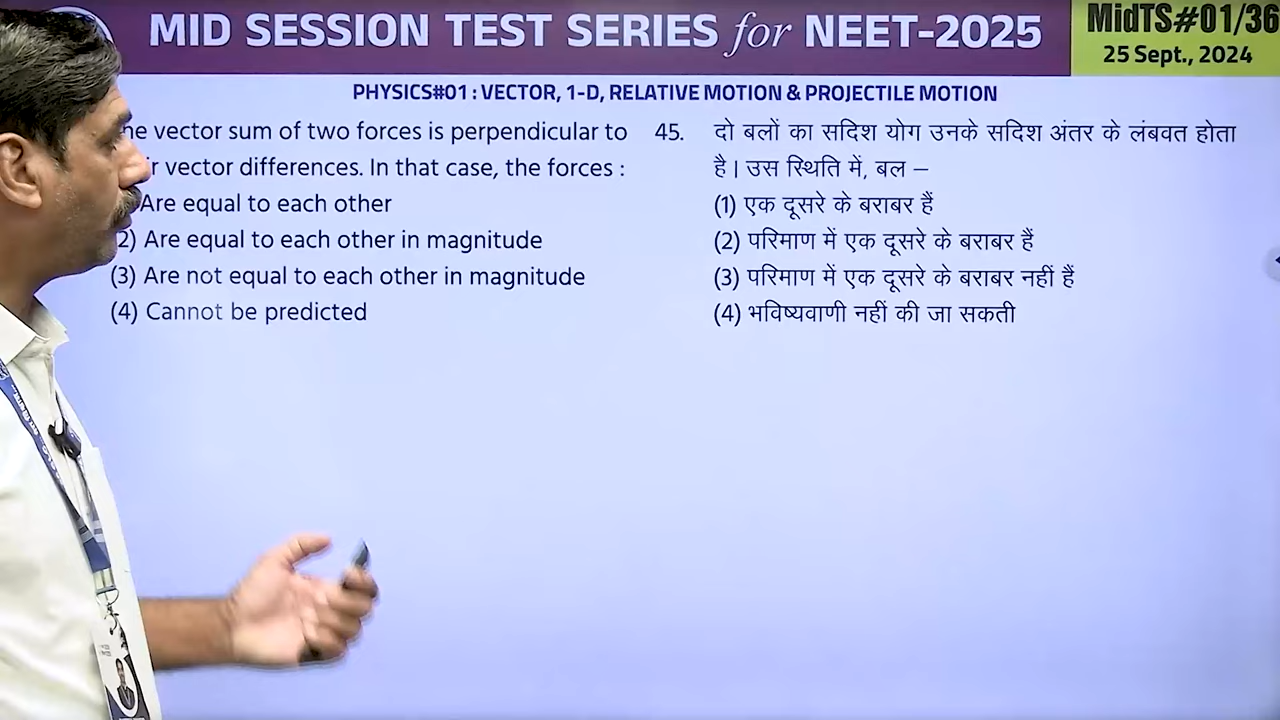 MID SESSION TEST SERIES for NEET-2025
MidTS#01/36
25 Sept., 2024
PHYSICS#01 : VECTOR, 1-D, RELATIVE MOTION & PROJECTILE MOTION
vector sum of two forces is perpendicular to
vector differences. In that case, the forces :
Are equal to each other
2) Are equal to each other in magnitude
(3) Are not equal to each other in magnitude
(4) Cannot be predicted
45. दो बलों का सदिश योग उनके सदिश अंतर के लंबवत होता
है। उस स्थिति में, बल –
(1) एक दूसरे के बराबर हैं
(2) परिमाण में एक दूसरे के बराबर हैं
(3) परिमाण में एक दूसरे के बराबर नहीं हैं
(4) भविष्यवाणी नहीं की जा सकती